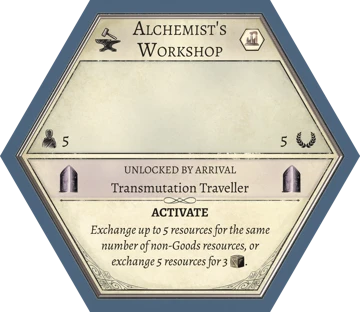 Alchemist's
Workshop
5 5
UNLOCKED BY ARRIVAL
Transmutation Traveller
ACTIVATE
Exchange up to 5 resources for the same
number of non-Goods resources, or
exchange 5 resources for 3 .